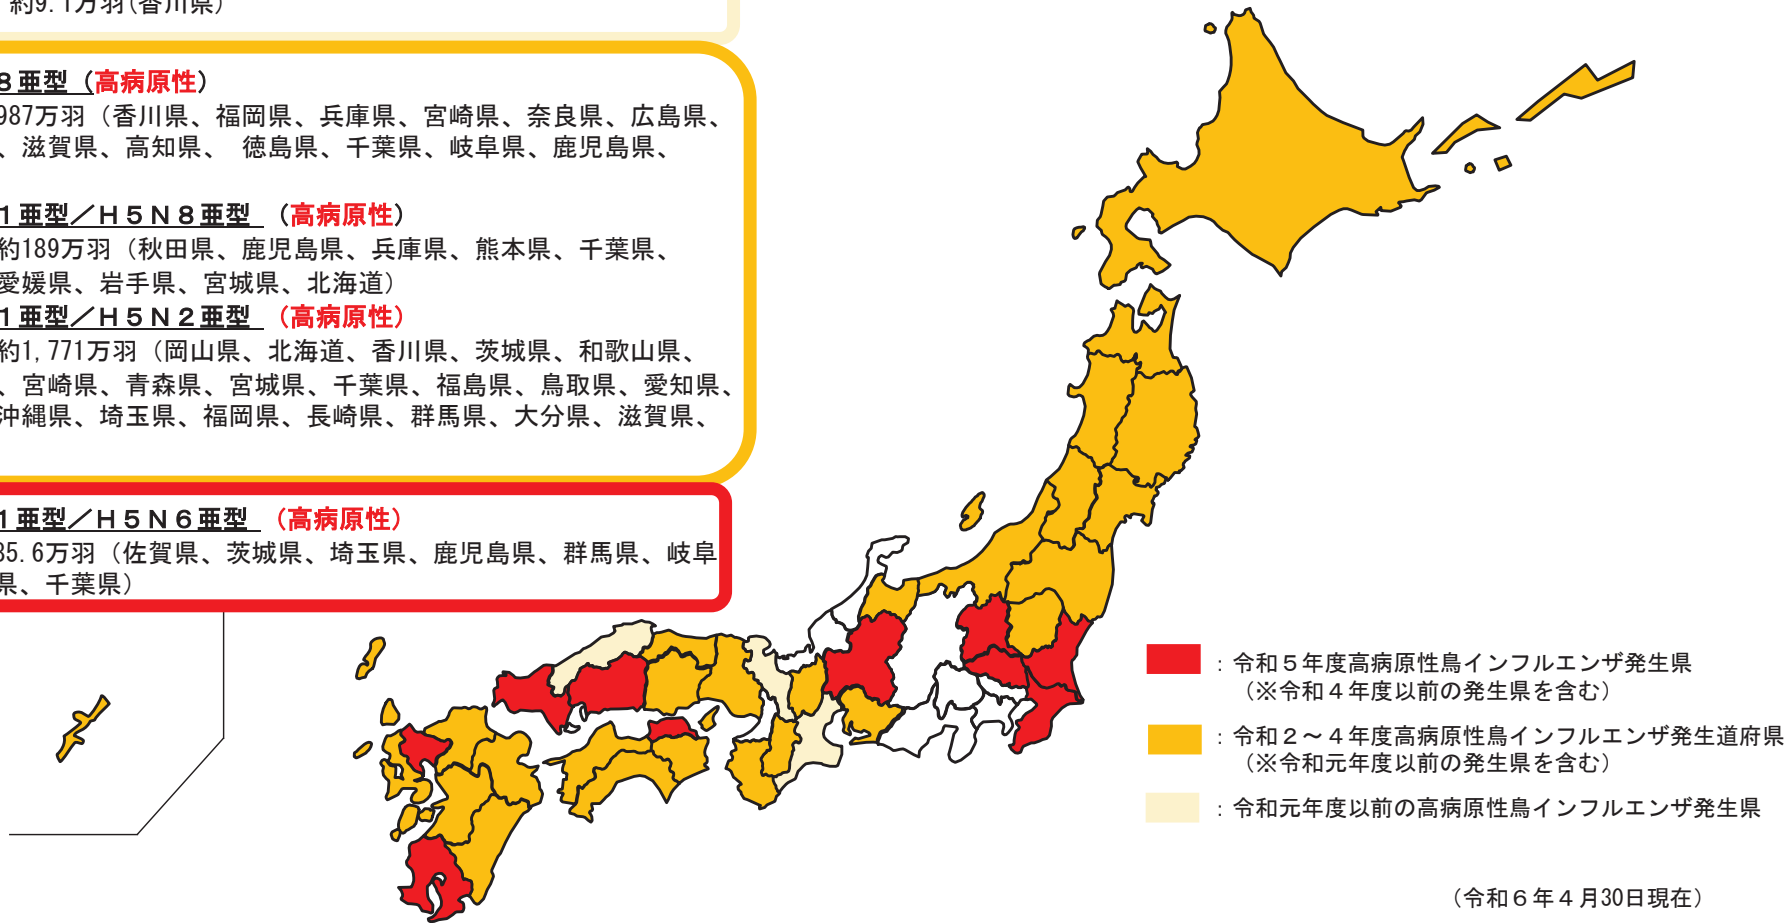 約9.1万羽(香川県)
８亜型（高病原性）
987万羽（香川県、福岡県、兵庫県、宮崎県、奈良県、広島県、
、滋賀県、高知県、 徳島県、千葉県、岐阜県、鹿児島県、
１亜型／Ｈ５Ｎ８亜型 （高病原性）
約189万羽（秋田県、鹿児島県、兵庫県、熊本県、千葉県、
愛媛県、岩手県、宮城県、北海道）
１亜型／Ｈ５Ｎ２亜型 （高病原性）
約1,771万羽（岡山県、北海道、香川県、茨城県、和歌山県、
、宮崎県、青森県、宮城県、千葉県、福島県、鳥取県、愛知県、
沖縄県、埼玉県、福岡県、長崎県、群馬県、大分県、滋賀県、
１亜型／Ｈ５Ｎ６亜型 （高病原性）
85.6万羽（佐賀県、茨城県、埼玉県、鹿児島県、群馬県、岐阜
県、千葉県）
：令和５年度高病原性鳥インフルエンザ発生県
（※令和４年度以前の発生県を含む）
：令和２～４年度高病原性鳥インフルエンザ発生道府県
（※令和元年度以前の発生県を含む）
：令和元年度以前の高病原性鳥インフルエンザ発生県
（令和６年４月30日現在）